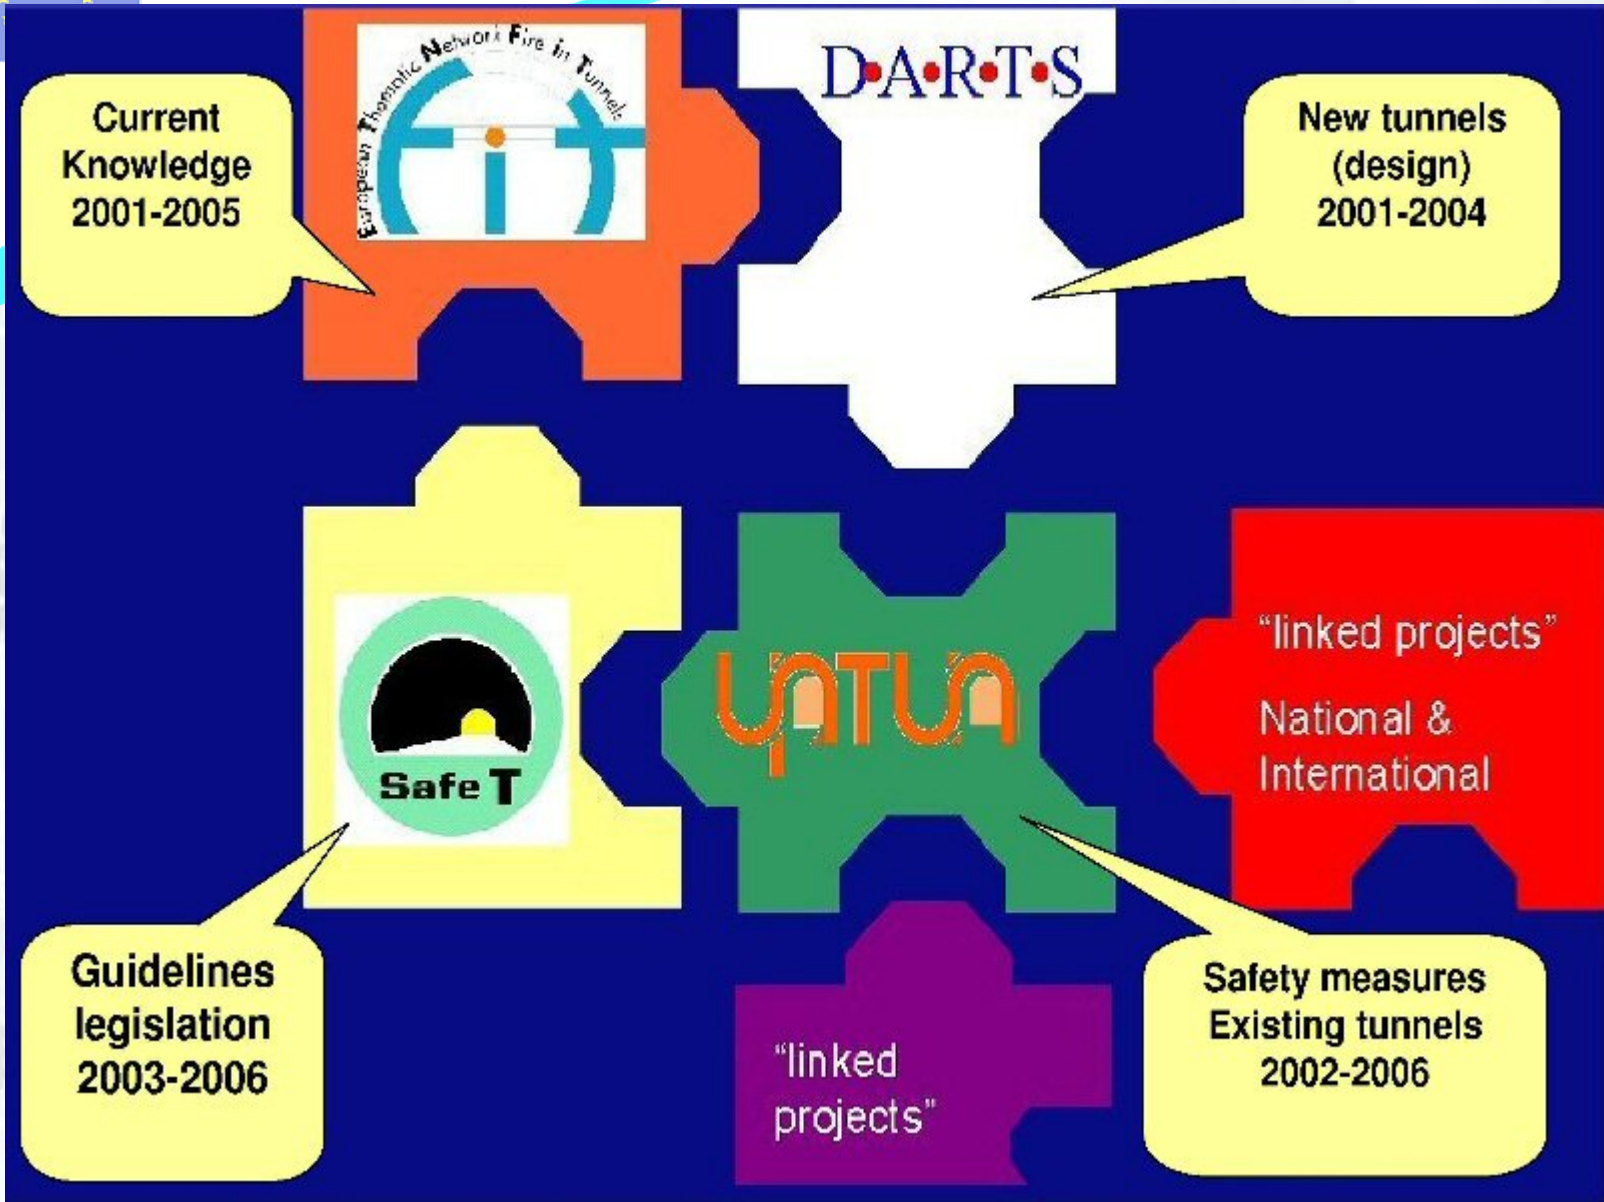 Current
Knowledge
2001-2005
European Thematic Network Fire in Tunnels
FIT
D•A•R•T•S
New tunnels
(design)
2001-2004
Safe T
Guidelines
legislation
2003-2006
UPTUN
Safety measures
Existing tunnels
2002-2006
“linked projects”
National &
International
“linked
projects”